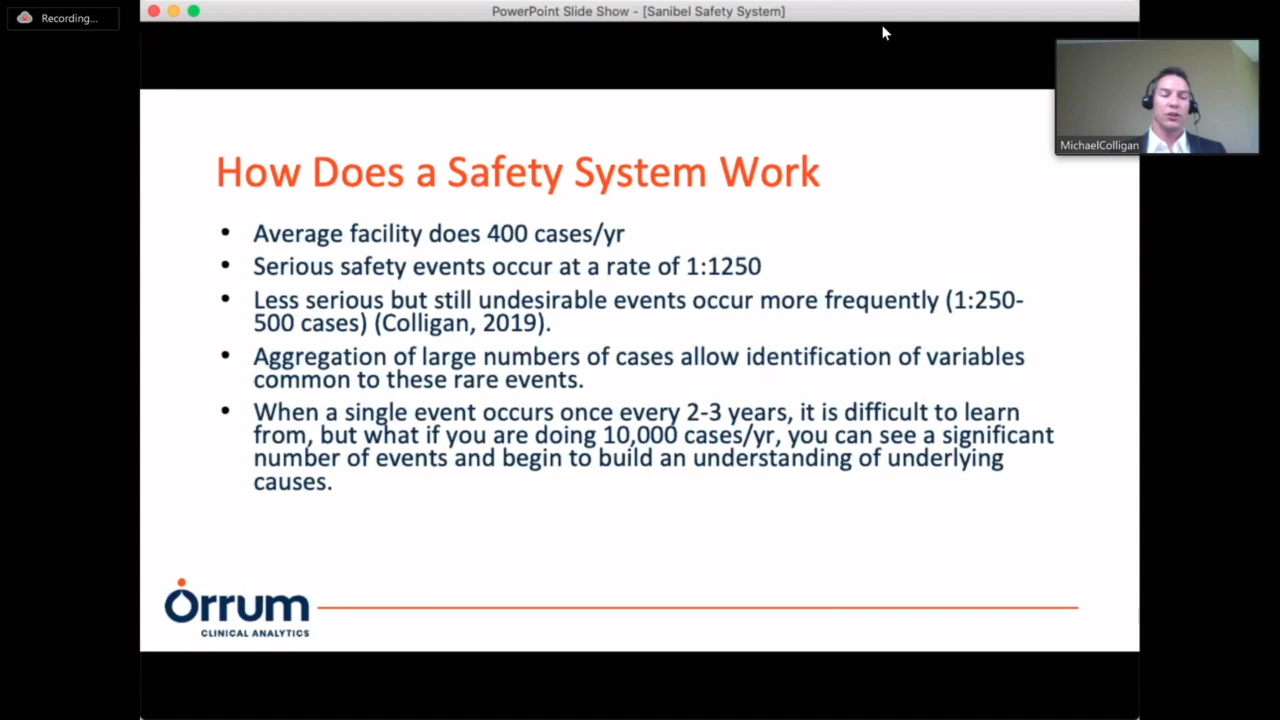 Recording...
PowerPoint Slide Show - [Sanibel Safety System]
MichaelColligan
How Does a Safety System Work
• Average facility does 400 cases/yr
• Serious safety events occur at a rate of 1:1250
• Less serious but still undesirable events occur more frequently (1:250-
500 cases) (Colligan, 2019).
• Aggregation of large numbers of cases allow identification of variables
common to these rare events.
• When a single event occurs once every 2-3 years, it is difficult to learn
from, but what if you are doing 10,000 cases/yr, you can see a significant
number of events and begin to build an understanding of underlying
causes.
Orrum
CLINICAL ANALYTICS